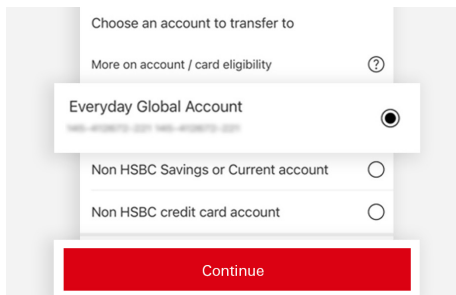 Choose an account to transfer to
More on account / card eligibility
?
Everyday Global Account
Non HSBC Savings or Current account
Non HSBC credit card account
Continue